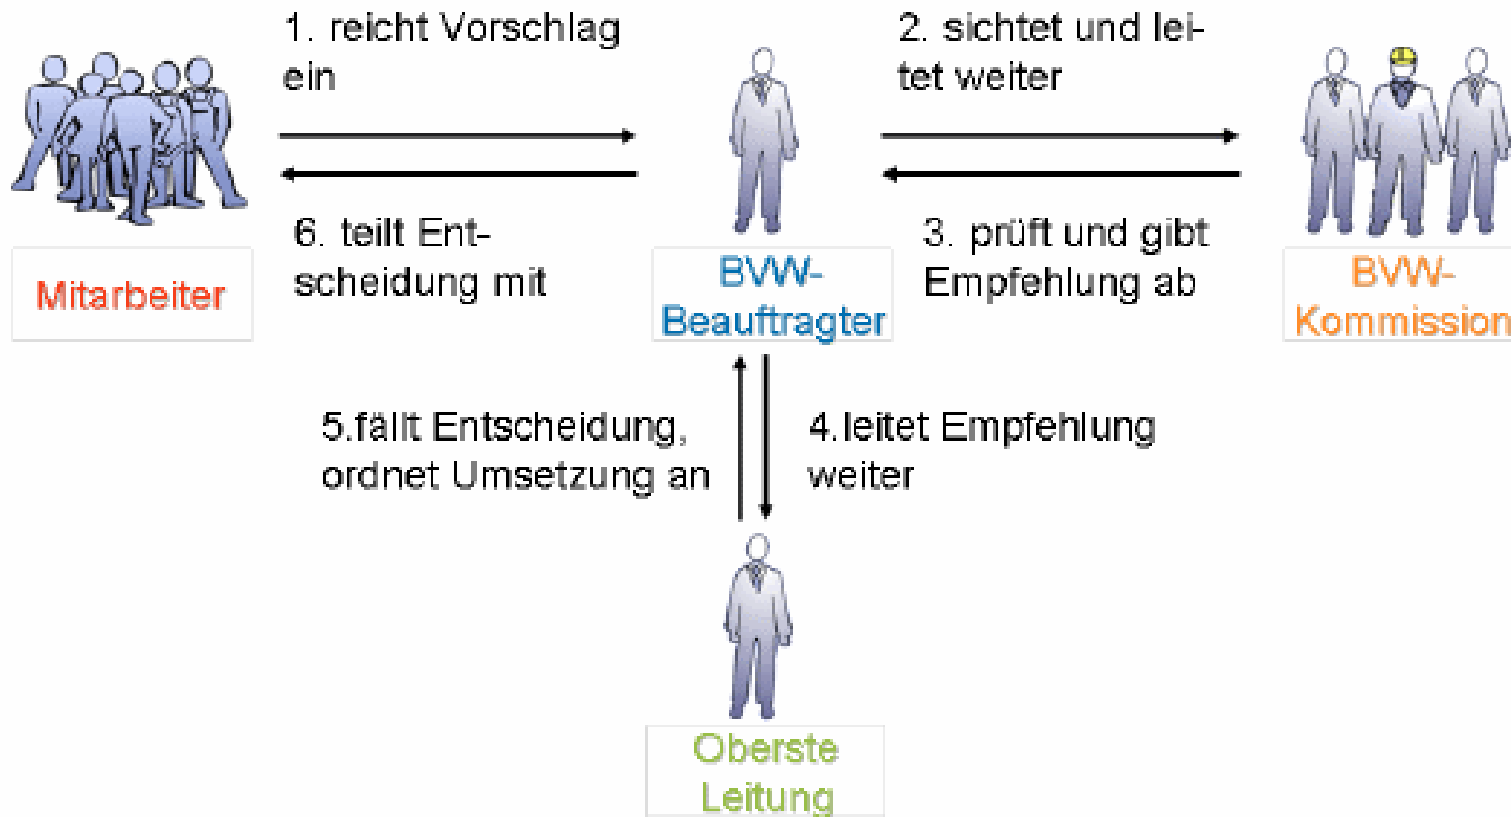 1. reicht Vorschlag
ein
2. sichtet und lei-
tet weiter
6. teilt Ent-
scheidung mit
3. prüft und gibt
Empfehlung ab
Mitarbeiter
BVW-
Beauftragter
BVW-
Kommission
5.fällt Entscheidung,
ordnet Umsetzung an
4.leitet Empfehlung
weiter
Oberste
Leitung